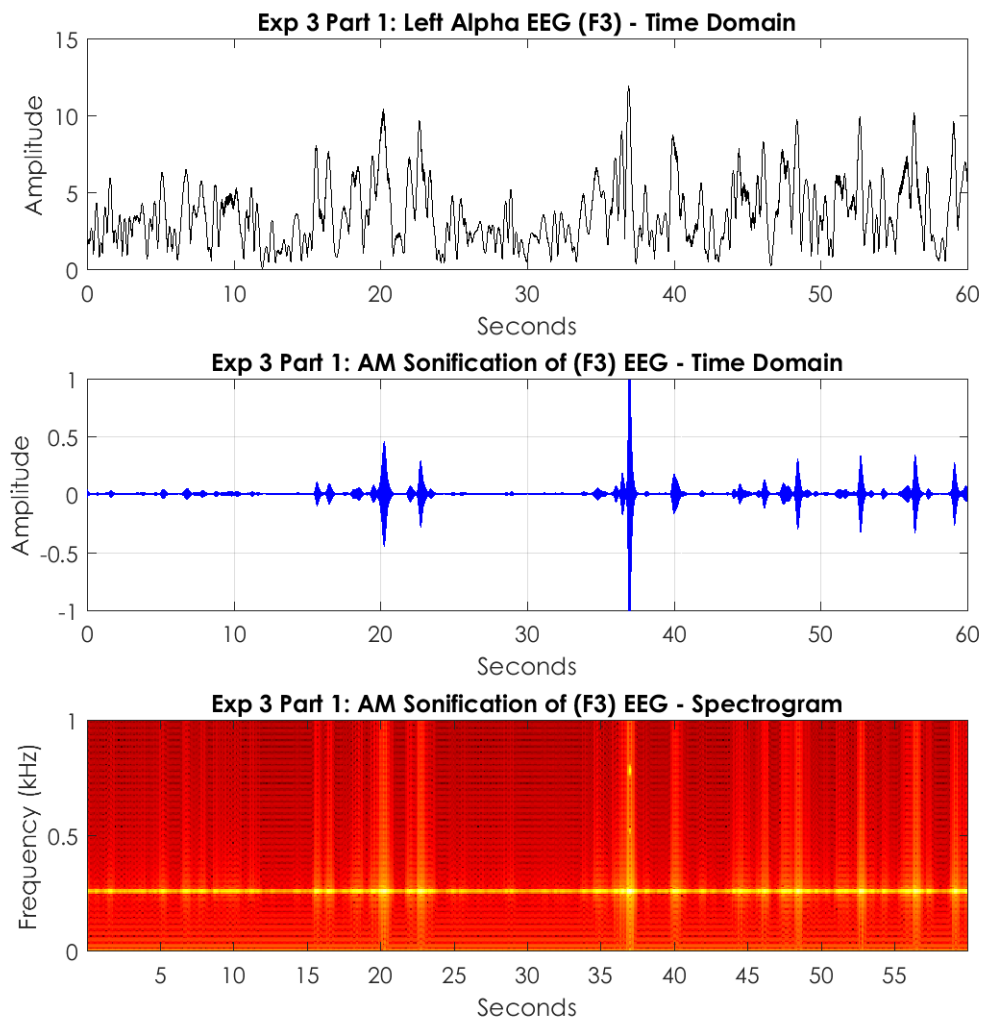 Exp 3 Part 1: Left Alpha EEG (F3) - Time Domain
15
10
5
0
Amplitude
0 10 20 30 40 50 60
Seconds
Exp 3 Part 1: AM Sonification of (F3) EEG - Time Domain
1
0.5
0
-0.5
-1
Amplitude
0 10 20 30 40 50 60
Seconds
Exp 3 Part 1: AM Sonification of (F3) EEG - Spectrogram
1
0.5
0
Frequency (kHz)
5 10 15 20 25 30 35 40 45 50 55
Seconds